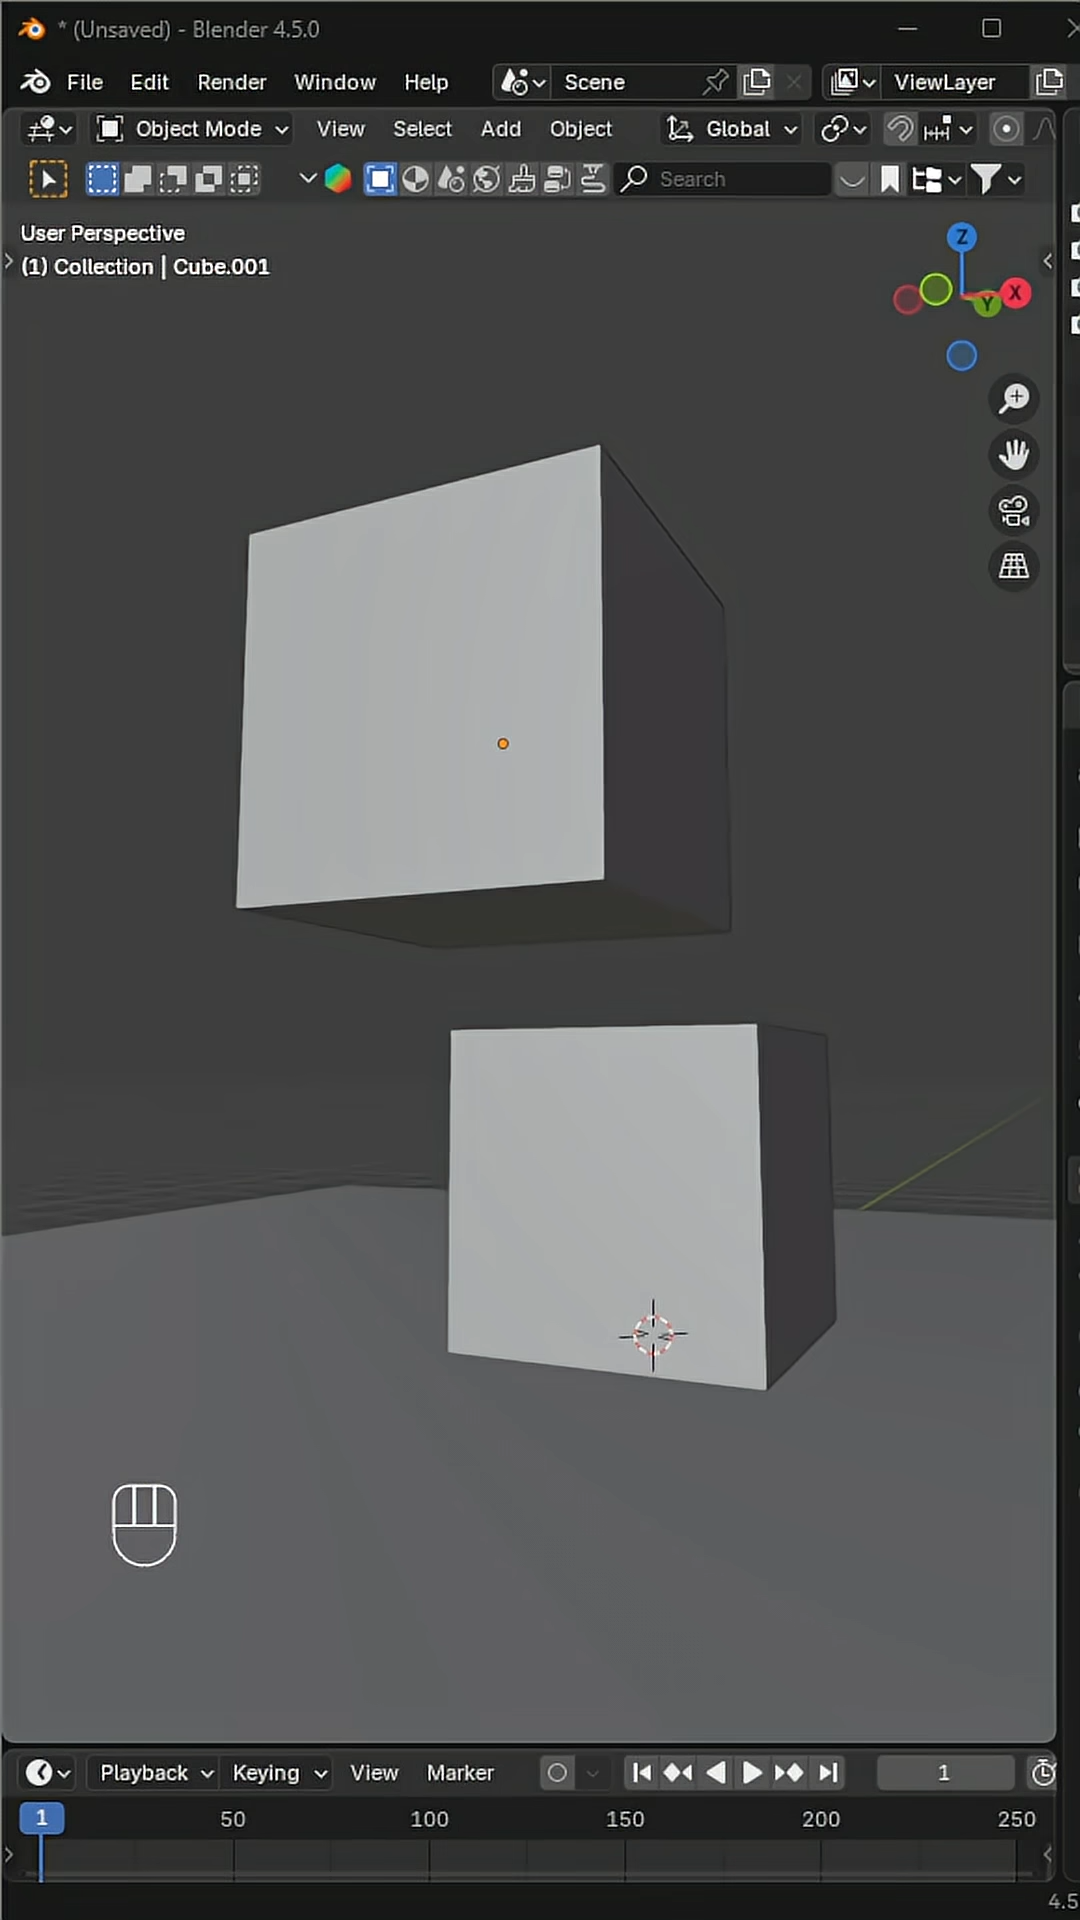 * (Unsaved) - Blender 4.5.0
File Edit Render Window Help Scene ViewLayer
Object Mode View Select Add Object Global
Search
User Perspective
(1) Collection | Cube.001
Z
X
Y
Playback Keying View Marker 1
1 50 100 150 200 250
4.5